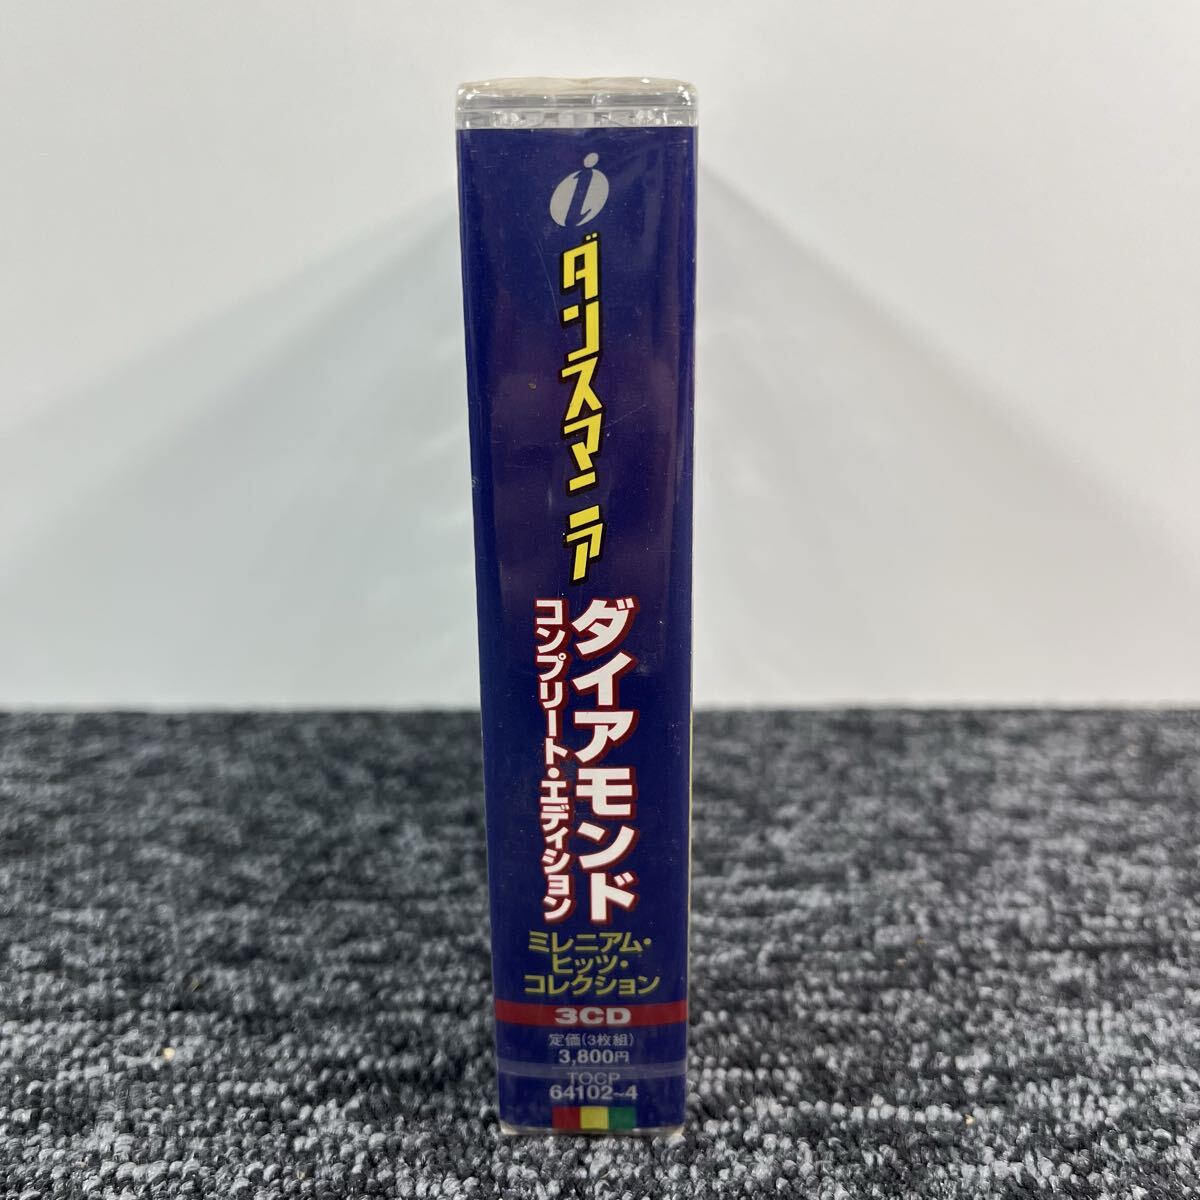 i
ダンスマニア
ダイアモンド
コンプリート・エディション
ミレニアム・
ヒッツ・
コレクション
3CD
定価(3枚組)
3,800円
TOCP
64102~4